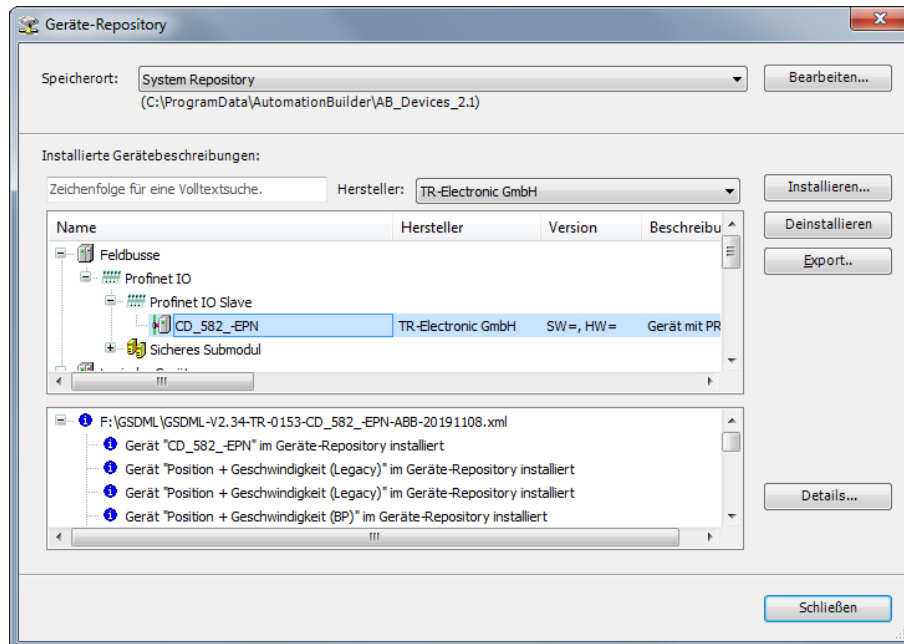 Geräte-Repository
Speicherort: System Repository Bearbeiten...
(C:\ProgramData\AutomationBuilder\AB_Devices_2.1)
Installierte Gerätebeschreibungen:
Zeichenfolge für eine Volltextsuche. Hersteller: TR-Electronic GmbH Installieren...
Deinstallieren
Export..
Name Hersteller Version Beschreibu
Feldbusse
Profinet IO
Profinet IO Slave
CD_582_-EPN TR-Electronic GmbH SW=, HW= Gerät mit PR
Sicheres Submodul
F:\GSDML\GSDML-V2.34-TR-0153-CD_582_-EPN-ABB-20191108.xml
Gerät "CD_582_-EPN" im Geräte-Repository installiert
Gerät "Position + Geschwindigkeit (Legacy)" im Geräte-Repository installiert
Gerät "Position + Geschwindigkeit (Legacy)" im Geräte-Repository installiert
Gerät "Position + Geschwindigkeit (BP)" im Geräte-Repository installiert
Details...
Schließen